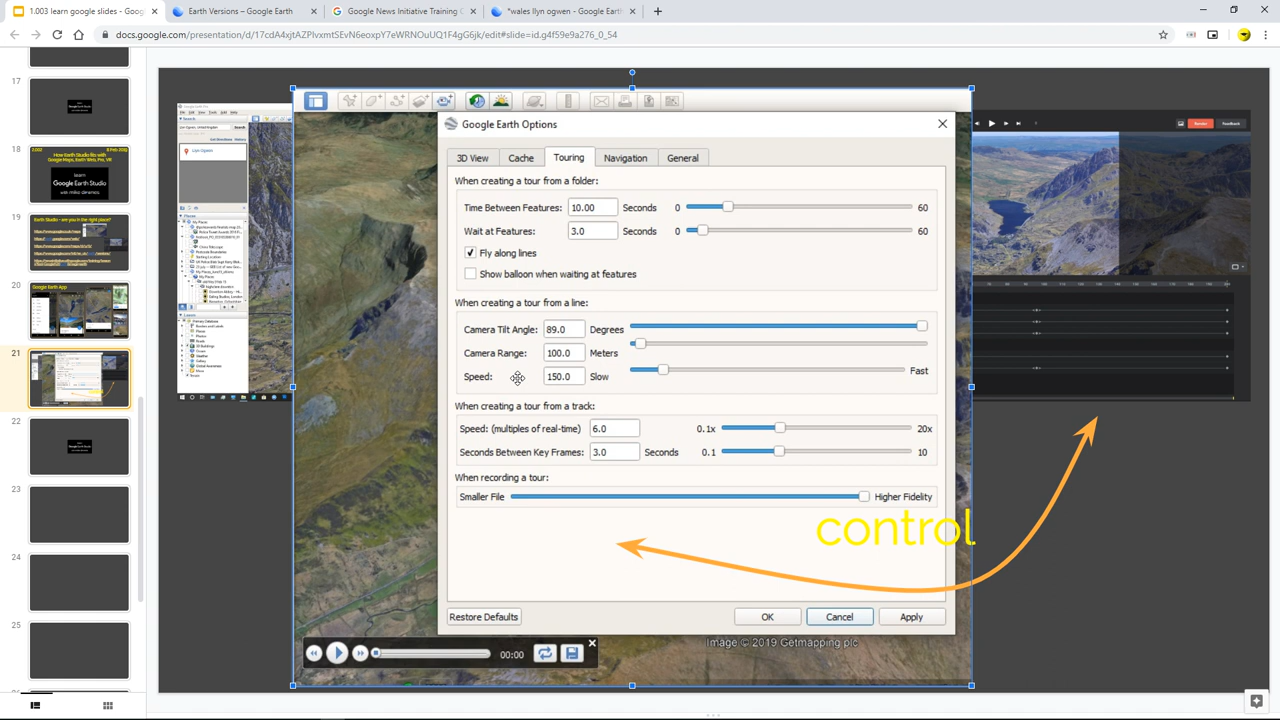 1.003 learn google slides - Goog
Earth Versions – Google Earth
Google News Initiative Training C
"wales llyn ogwen - Google Earth
docs.google.com/presentation/d/17cdA4xjtAZPIvxmtSEvN6eoxpY7eWRNOuUQ1F4gG6jk/edit#slide=id.g4f59e9a276_0_54
17
18
How Earth Studio fits with
Google Maps, Earth Web, Pro, VR
learn
Google Earth Studio
19
Earth Studio - are you in the right place?
20
Google Earth App
21
22
23
24
25
Google Earth Options
3D View
Cache
Touring
Navigation
General
When creating a tour from a folder:
Time Between Features:
10.00
Seconds
0
60
Wait at Features:
3.0
Seconds
0
60
Fly along lines
Show balloon when waiting at features
When creating a tour from a line:
Camera Tilt Angle:
89.0
Degrees
Camera Range:
100.0
Meters
Speed:
150.0
Slow
Fast
When creating a tour from a track:
Speed: (multiples of real-time)
6.0
0.1x
20x
Seconds Between Key Frames:
3.0
Seconds
0.1
10
When recording a tour:
Smaller File
Higher Fidelity
control
Restore Defaults
OK
Cancel
Apply
00:00
Image © 2019 Getmapping plc
Render
Feedback